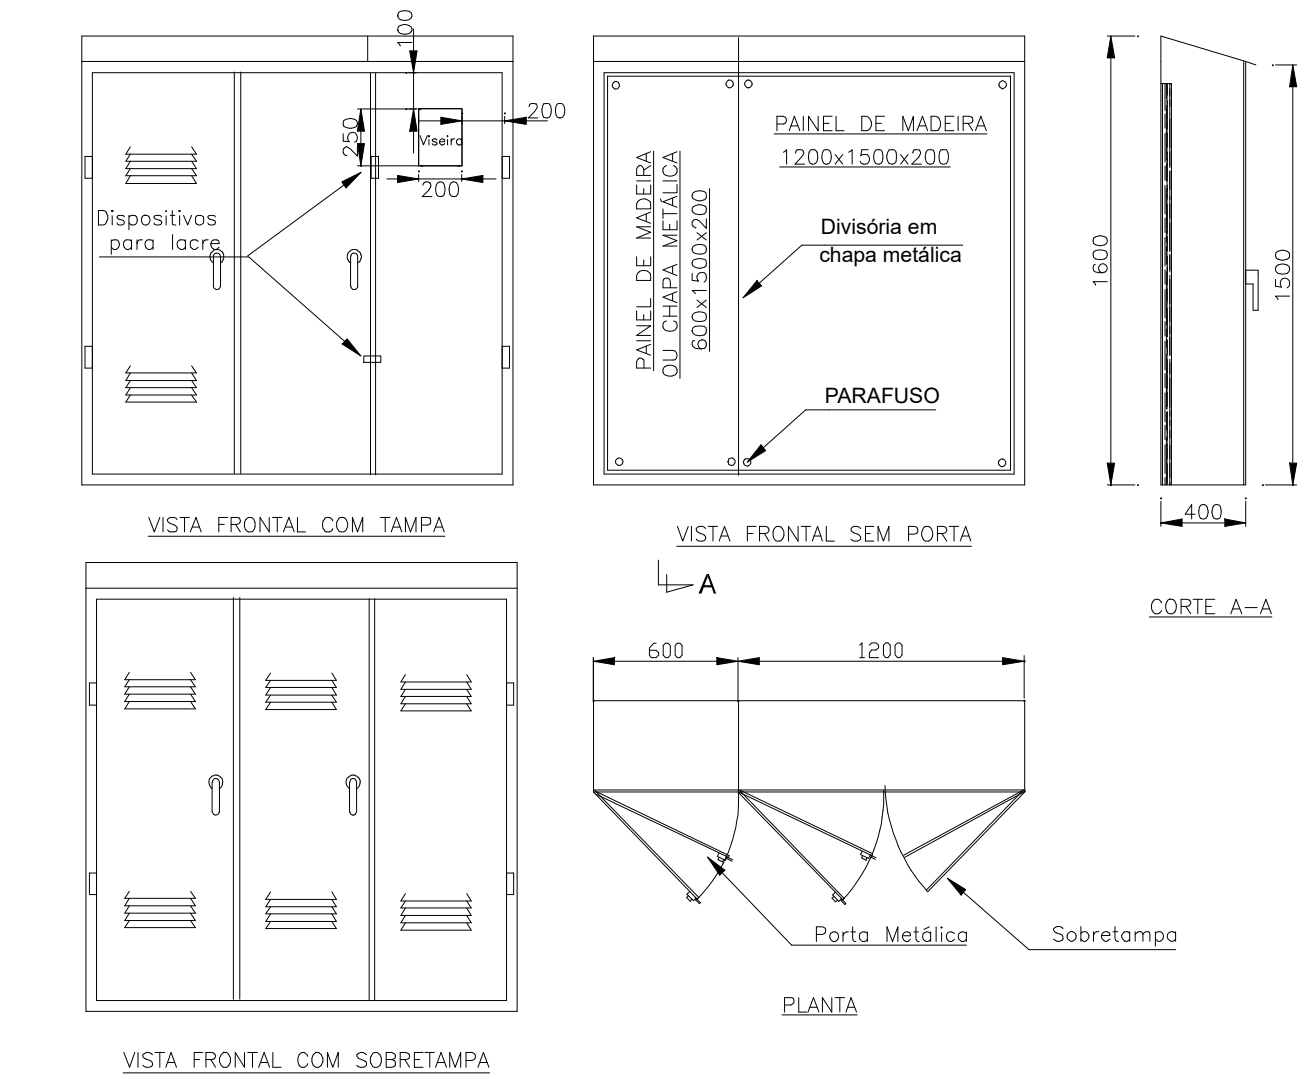 100
200
250
Viseira
200
Dispositivos
para lacre
VISTA FRONTAL COM TAMPA
PAINEL DE MADEIRA
1200x1500x200
PAINEL DE MADEIRA
OU CHAPA METÁLICA
600x1500x200
Divisória em
chapa metálica
PARAFUSO
VISTA FRONTAL SEM PORTA
1600
1500
400
CORTE A-A
A
600
1200
Porta Metálica
Sobretampa
PLANTA
VISTA FRONTAL COM SOBRETAMPA